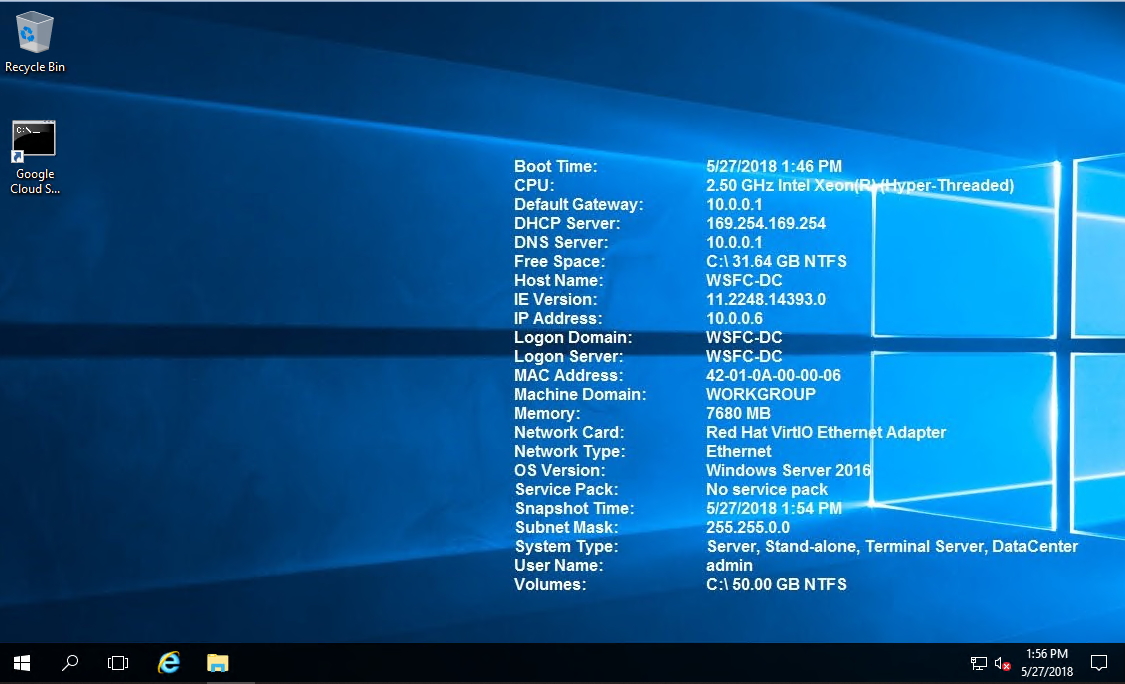 Recycle Bin
C:\_
Google
Cloud S...
Boot Time: 5/27/2018 1:46 PM
CPU: 2.50 GHz Intel Xeon(R) (Hyper-Threaded)
Default Gateway: 10.0.0.1
DHCP Server: 169.254.169.254
DNS Server: 10.0.0.1
Free Space: C:\ 31.64 GB NTFS
Host Name: WSFC-DC
IE Version: 11.2248.14393.0
IP Address: 10.0.0.6
Logon Domain: WSFC-DC
Logon Server: WSFC-DC
MAC Address: 42-01-0A-00-00-06
Machine Domain: WORKGROUP
Memory: 7680 MB
Network Card: Red Hat VirtIO Ethernet Adapter
Network Type: Ethernet
OS Version: Windows Server 2016
Service Pack: No service pack
Snapshot Time: 5/27/2018 1:54 PM
Subnet Mask: 255.255.0.0
System Type: Server, Stand-alone, Terminal Server, DataCenter
User Name: admin
Volumes: C:\ 50.00 GB NTFS
1:56 PM
5/27/2018